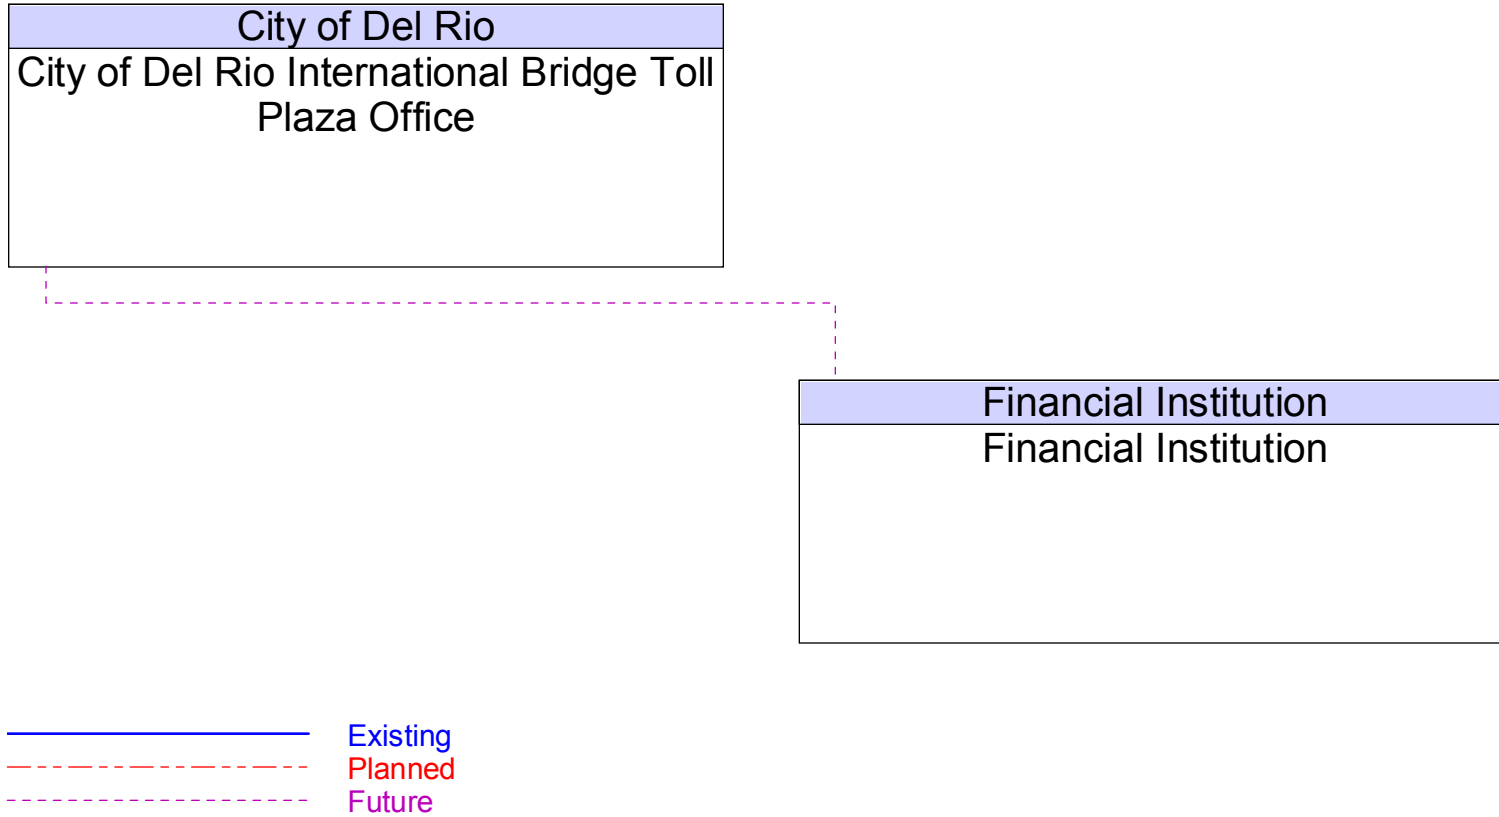 City of Del Rio
City of Del Rio International Bridge Toll
Plaza Office
Financial Institution
Financial Institution
Existing
Planned
Future